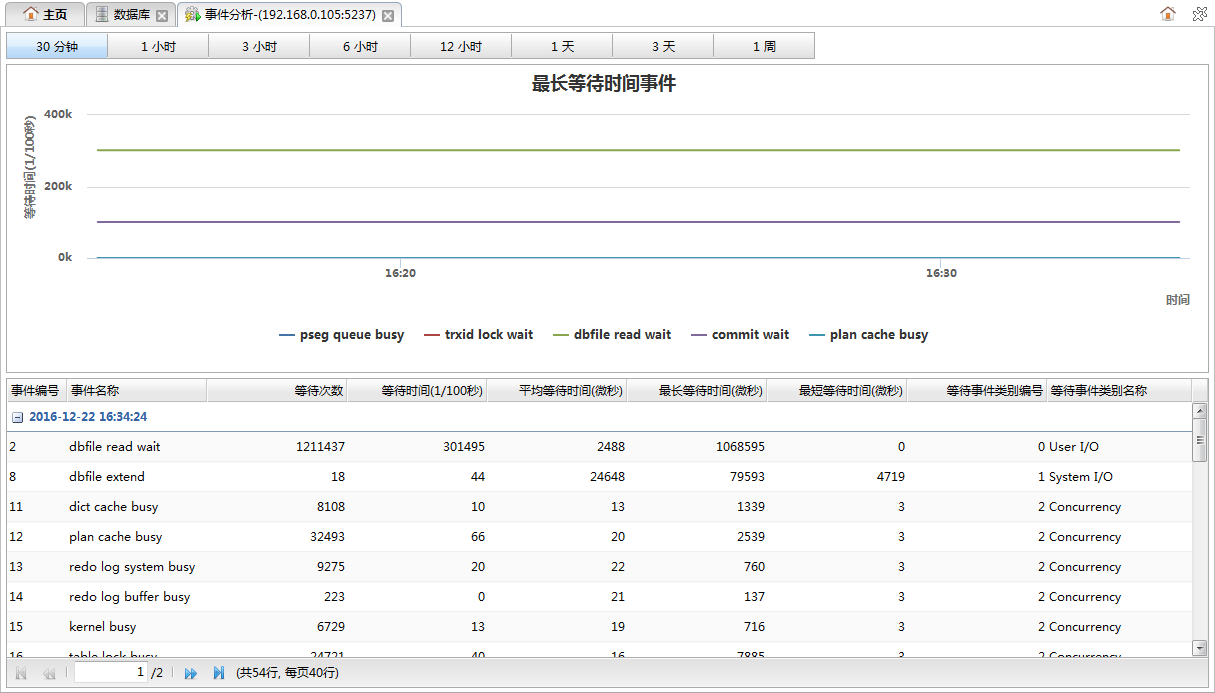 主页 数据库 事件分析-(192.168.0.105:5237)
30 分钟 1 小时 3 小时 6 小时 12 小时 1 天 3 天 1 周
最长等待时间事件
等待时间(1/100秒)
400k
200k
0k
16:20 16:30
时间
pseg queue busy trxid lock wait dbfile read wait commit wait plan cache busy
事件编号 事件名称 等待次数 等待时间(1/100秒) 平均等待时间(微秒) 最长等待时间(微秒) 最短等待时间(微秒) 等待事件类别编号 等待事件类别名称
2016-12-22 16:34:24
2 dbfile read wait 1211437 301495 2488 1068595 0 0 User I/O
8 dbfile extend 18 44 24648 79593 4719 1 System I/O
11 dict cache busy 8108 10 13 1339 3 2 Concurrency
12 plan cache busy 32493 66 20 2539 3 2 Concurrency
13 redo log system busy 9275 20 22 760 3 2 Concurrency
14 redo log buffer busy 223 0 21 137 3 2 Concurrency
15 kernel busy 6729 13 19 716 3 2 Concurrency
16 table lock busy 24721 40 16 7885 3 2 Concurrency
1 /2 (共54行, 每页40行)